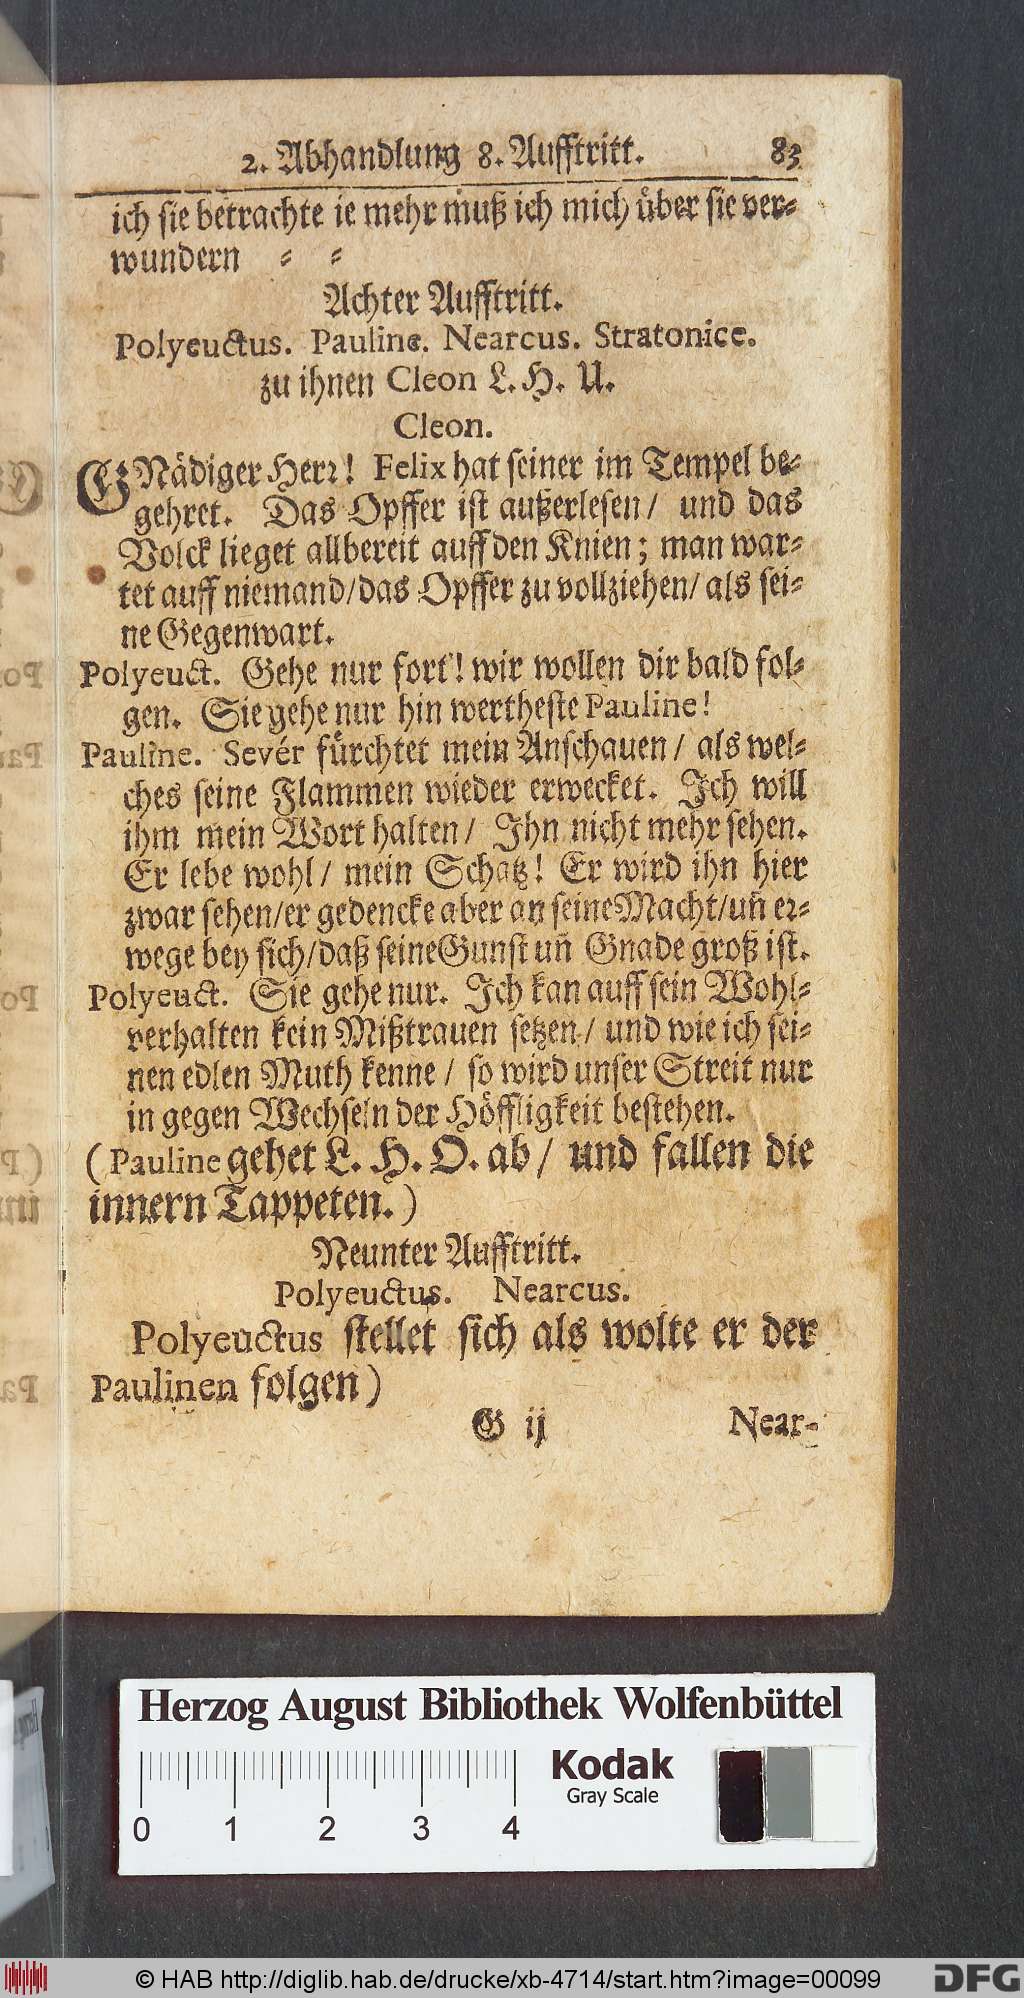 2. Abhandlung 8. Aufftritt. 83
ich sie betrachte ie mehr muß ich mich über sie ver-
wundern - -
Achter Aufftritt.
Polyeuctus. Pauline. Nearcus. Stratonice.
zu ihnen Cleon L. H. U.
Cleon.
GNädiger Herr! Felix hat seiner im Tempel be-
gehret. Das Opffer ist außerlesen/ und das
Volck lieget allbereit auff den Knien; man war-
tet auff niemand/das Opffer zu vollziehen/ als sei-
ne Gegenwart.
Polyeuct. Gehe nur fort! wir wollen dir bald fol-
gen. Sie gehe nur hin wertheste Pauline!
Pauline. Sevér fürchtet mein Anschauen/ als wel-
ches seine Flammen wieder erwecket. Ich will
ihm mein Wort halten/ Ihn nicht mehr sehen.
Er lebe wohl/ mein Schatz! Er wird ihn hier
zwar sehen/er gedencke aber an seine Macht/uñ er-
wege bey sich/daß seine Gunst uñ Gnade groß ist.
Polyeuct. Sie gehe nur. Ich kan auff sein Wohl-
verhalten kein Mißtrauen setzen/ und wie ich sei-
nen edlen Muth kenne/ so wird unser Streit nur
in gegen Wechseln der Höffligkeit bestehen.
(Pauline gehet L. H. O. ab/ und fallen die
innern Tappeten.)
Neunter Aufftritt.
Polyeuctus. Nearcus.
Polyeuctus stellet sich als wolte er der
Paulinen folgen)
G ij Near-
Herzog August Bibliothek Wolfenbüttel
Kodak
Gray Scale
0 1 2 3 4
© HAB http://diglib.hab.de/drucke/xb-4714/start.htm?image=00099
DFG